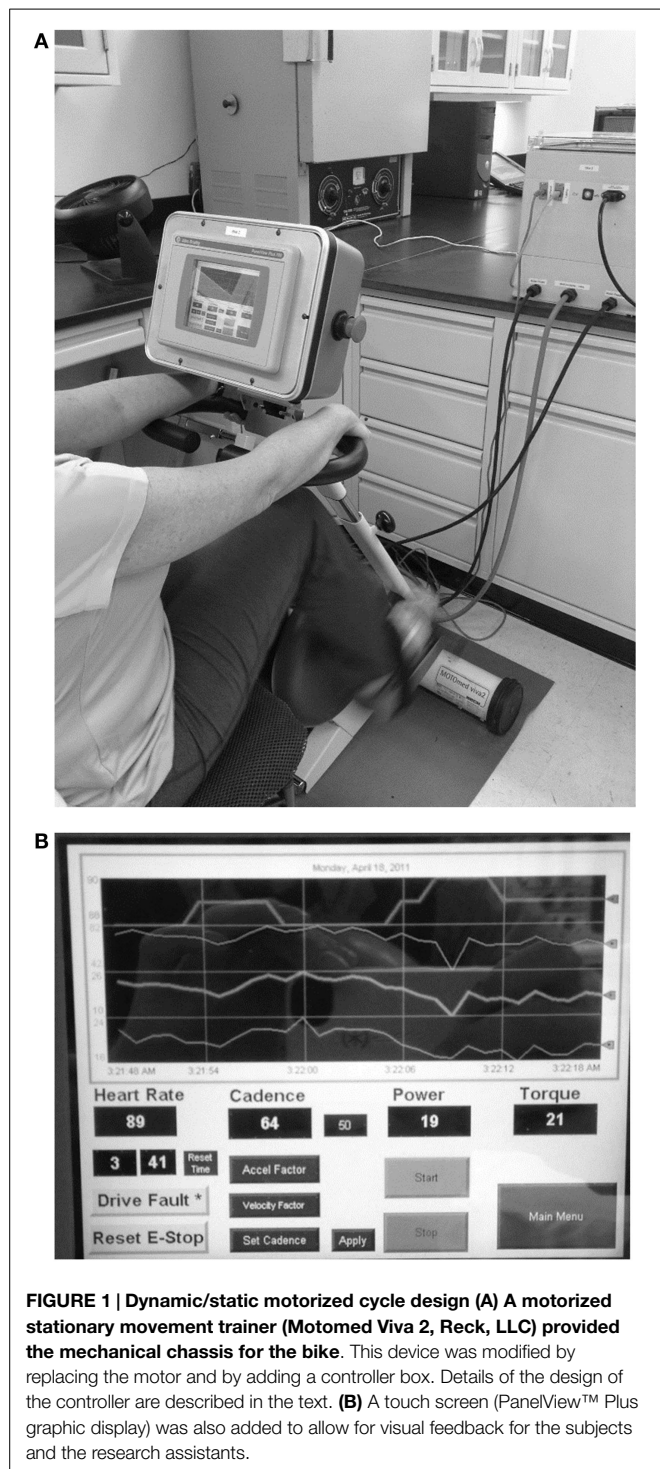 A
MOTOmed viva2
B
Monday, April 18, 2011
90
88
62
42
26
10
24
16
3:21:48 AM 3:21:54 3:22:00 3:22:06 3:22:12 3:22:18 AM
Heart Rate Cadence Power Torque
89 64 50 19 21
3 41 Reset Time Accel Factor Start
Drive Fault * Velocity Factor Main Menu
Reset E-Stop Set Cadence Apply Stop
FIGURE 1 | Dynamic/static motorized cycle design (A) A motorized
stationary movement trainer (Motomed Viva 2, Reck, LLC) provided
the mechanical chassis for the bike. This device was modified by
replacing the motor and by adding a controller box. Details of the design of
the controller are described in the text. (B) A touch screen (PanelView™ Plus
graphic display) was also added to allow for visual feedback for the subjects
and the research assistants.